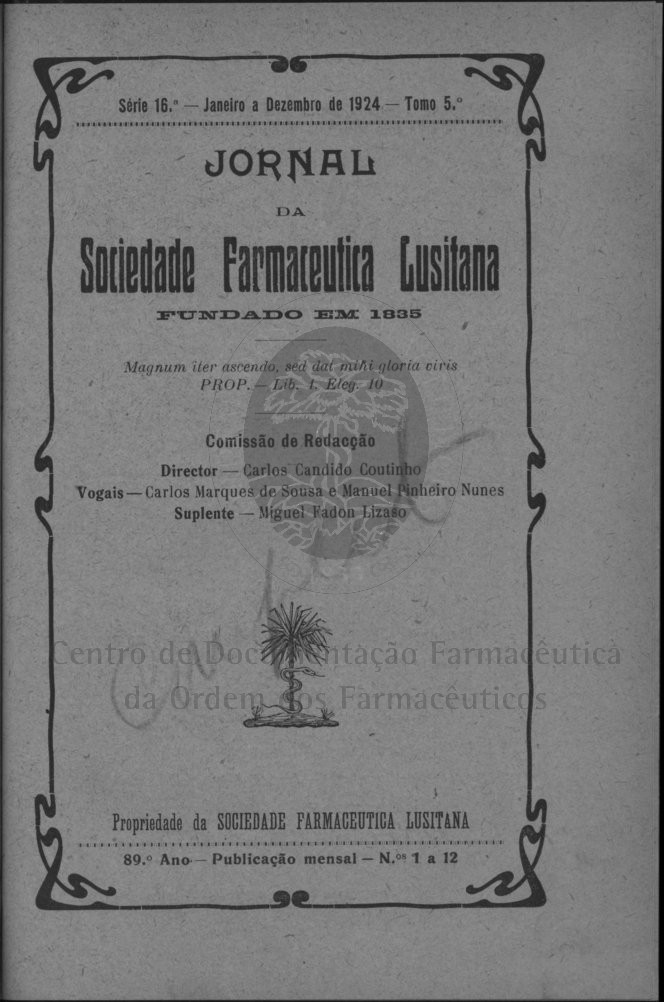 Série 16.ª — Janeiro a Dezembro de 1924 — Tomo 5.º
JORNAL
DA
Sociedade Farmaceutica Lusitana
FUNDADO EM 1835
Magnum iter ascendo, sed dat mihi gloria viris
PROP. — Lib. 1. Eleg. 10
Comissão de Redacção
Director — Carlos Candido Coutinho
Vogais — Carlos Marques de Sousa e Manuel Pinheiro Nunes
Suplente — Miguel Fadon Lizaso
Centro de Documentação Farmacêutica
da Ordem dos Farmacêuticos
Propriedade da SOCIEDADE FARMACEUTICA LUSITANA
89.º Ano — Publicação mensal — N.ºˢ 1 a 12